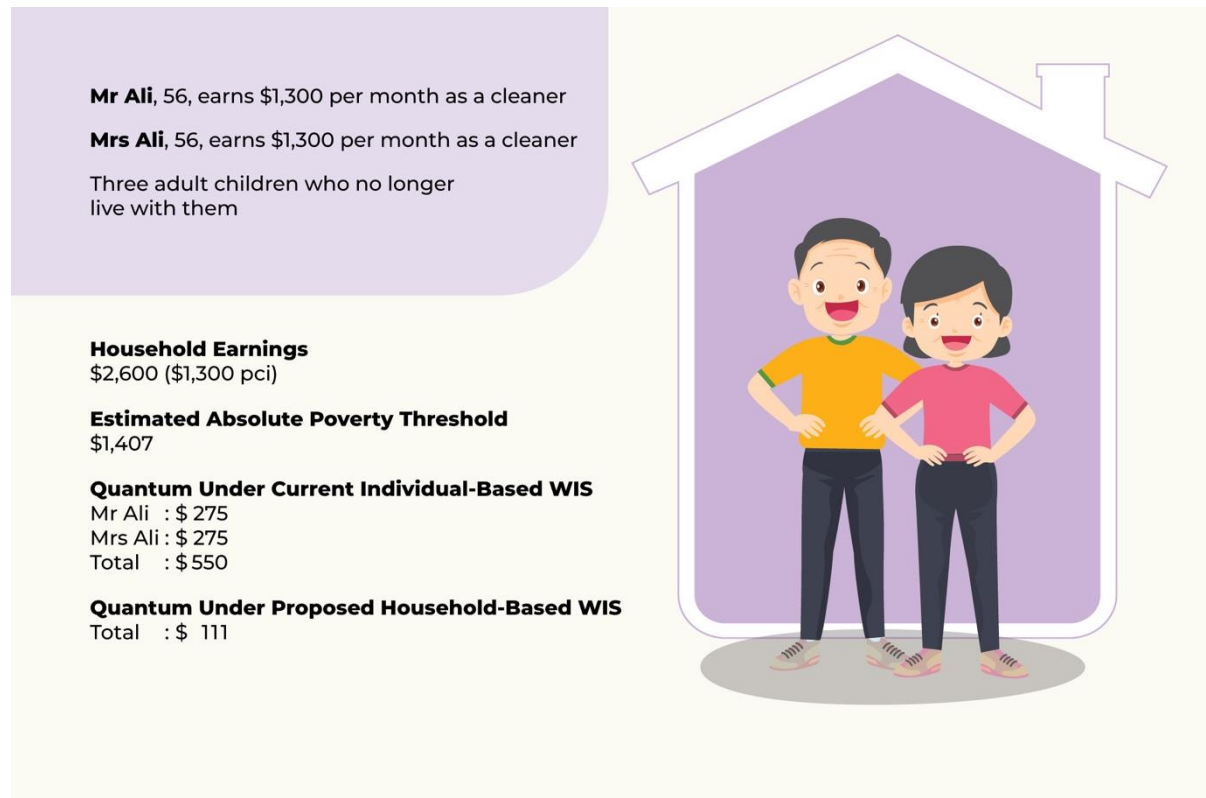 Mr Ali, 56, earns $1,300 per month as a cleaner
Mrs Ali, 56, earns $1,300 per month as a cleaner
Three adult children who no longer
live with them
Household Earnings
$2,600 ($1,300 pci)
Estimated Absolute Poverty Threshold
$1,407
Quantum Under Current Individual-Based WIS
Mr Ali : $ 275
Mrs Ali : $ 275
Total : $ 550
Quantum Under Proposed Household-Based WIS
Total : $ 111